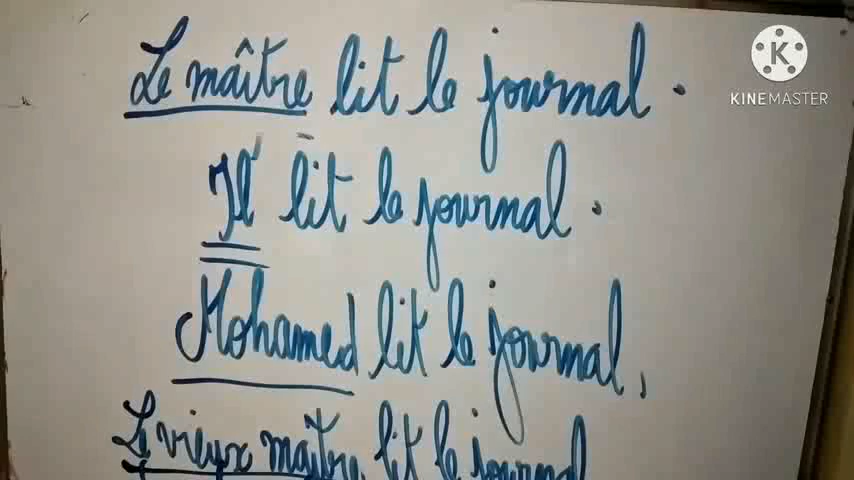 Le maître lit le journal.
KINEMASTER
Il lit le journal.
Mohamed lit le journal.
Le vieux maître lit le journal